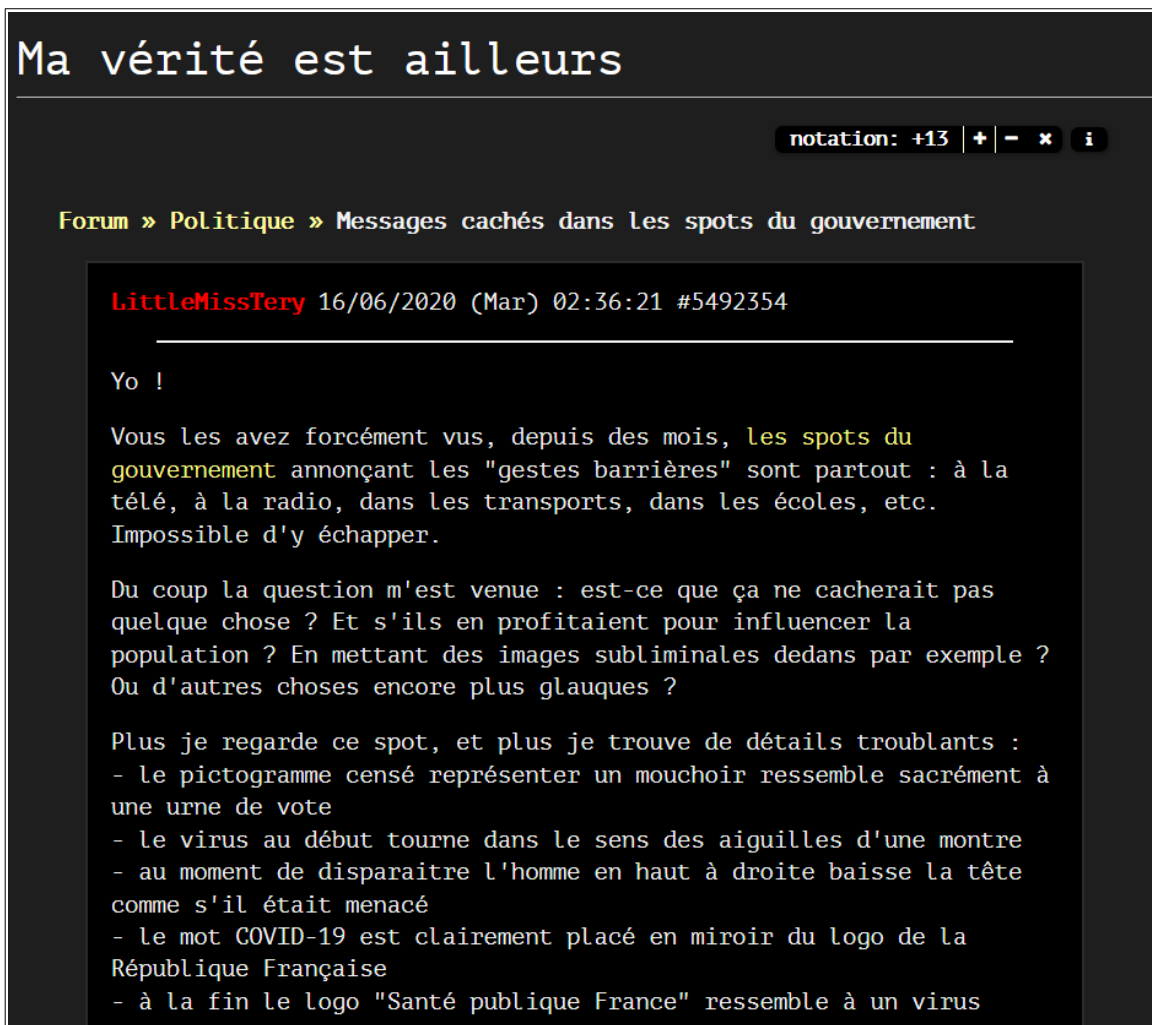 Ma vérité est ailleurs
notation: +13 + − × i
Forum » Politique » Messages cachés dans les spots du gouvernement
LittleMissTery 16/06/2020 (Mar) 02:36:21 #5492354
Yo !
Vous les avez forcément vus, depuis des mois, les spots du
gouvernement annonçant les "gestes barrières" sont partout : à la
télé, à la radio, dans les transports, dans les écoles, etc.
Impossible d'y échapper.
Du coup la question m'est venue : est-ce que ça ne cacherait pas
quelque chose ? Et s'ils en profitaient pour influencer la
population ? En mettant des images subliminales dedans par exemple ?
Ou d'autres choses encore plus glauques ?
Plus je regarde ce spot, et plus je trouve de détails troublants :
- le pictogramme censé représenter un mouchoir ressemble sacrément à
une urne de vote
- le virus au début tourne dans le sens des aiguilles d'une montre
- au moment de disparaitre l'homme en haut à droite baisse la tête
comme s'il était menacé
- le mot COVID-19 est clairement placé en miroir du logo de la
République Française
- à la fin le logo "Santé publique France" ressemble à un virus